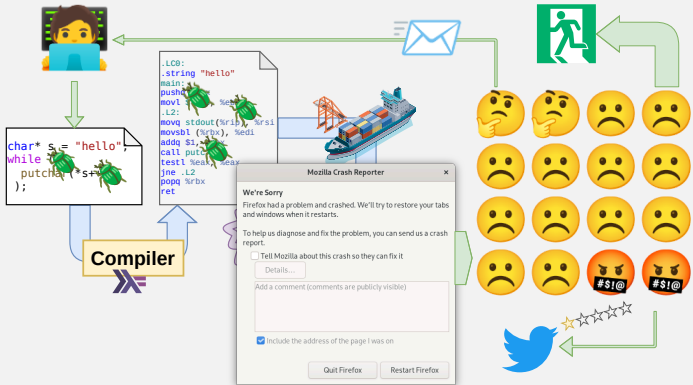 .LC0:
.string "hello"
main:
movl
.L2:
movq stdout(%rip), %rsi
movsbl (%rbx), %edi
addq $1,
call
testl %eax, %eax
jne .L2
popq %rbx
ret
char* s = "hello";
while
putchar(*s++
);
Compiler
Mozilla Crash Reporter ×
We're Sorry
Firefox had a problem and crashed. We'll try to restore your tabs
and windows when it restarts.
To help us diagnose and fix the problem, you can send us a crash
report.
Tell Mozilla about this crash so they can fix it
Details...
Add a comment (comments are publicly visible)
Include the address of the page I was on
Quit Firefox
Restart Firefox
#$!@
#$!@